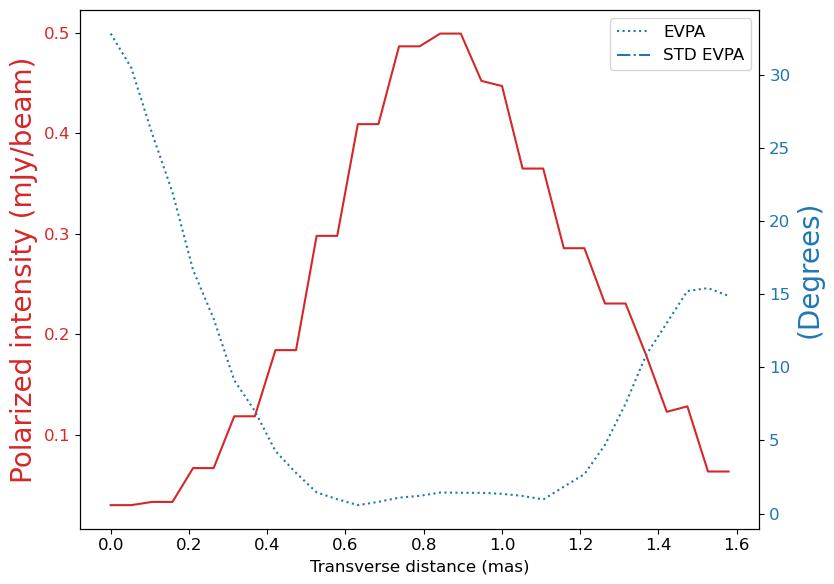 Polarized intensity (mJy/beam)
0.5
0.4
0.3
0.2
0.1
EVPA
STD EVPA
30
25
20
15
10
5
0
(Degrees)
0.0 0.2 0.4 0.6 0.8 1.0 1.2 1.4 1.6
Transverse distance (mas)